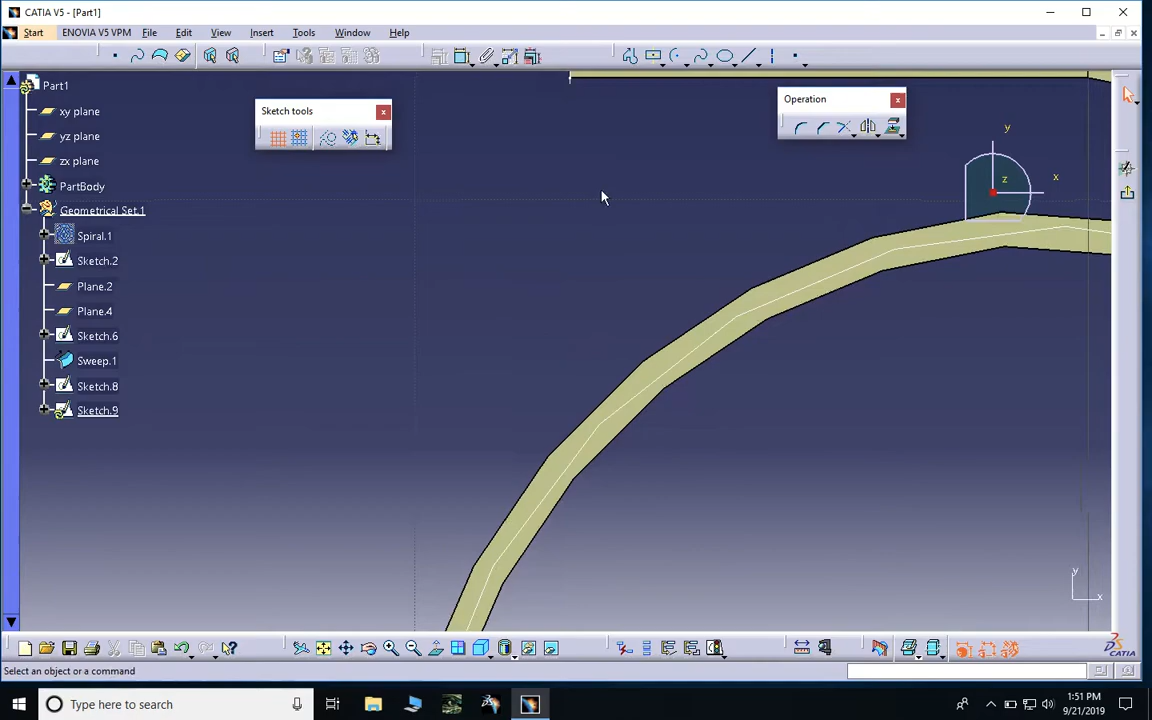 CATIA V5 - [Part1]
Start ENOVIA V5 VPM File Edit View Insert Tools Window Help
Part1
xy plane
yz plane
zx plane
PartBody
Geometrical Set.1
Spiral.1
Sketch.2
Plane.2
Plane.4
Sketch.6
Sweep.1
Sketch.8
Sketch.9
Sketch tools
Operation
y
x
z
y
x
CATIA
Select an object or a command
Type here to search
1:51 PM
9/21/2019